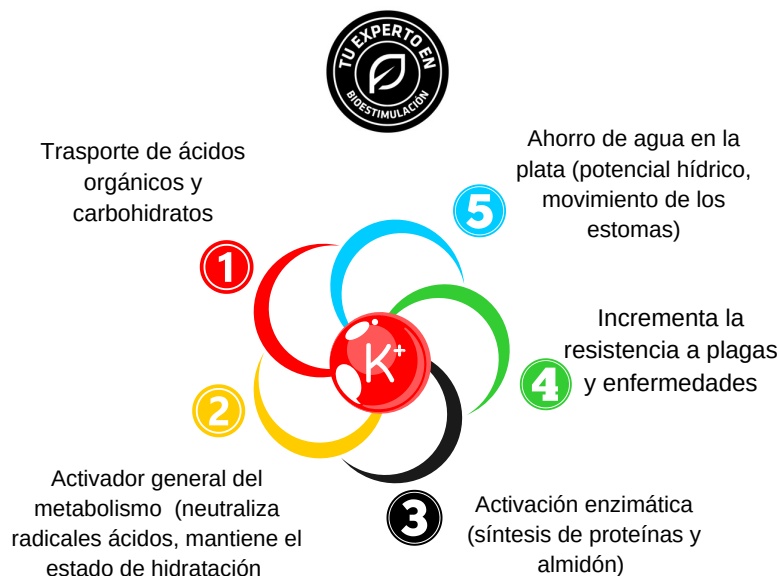 TU EXPERTO EN
BIOESTIMULACIÓN
Trasporte de ácidos
orgánicos y
carbohidratos
1
Ahorro de agua en la
plata (potencial hídrico,
movimiento de los
estomas)
5
K+
Incrementa la
resistencia a plagas
y enfermedades
4
2
Activador general del
metabolismo (neutraliza
radicales ácidos, mantiene el
estado de hidratación
3
Activación enzimática
(síntesis de proteínas y
almidón)